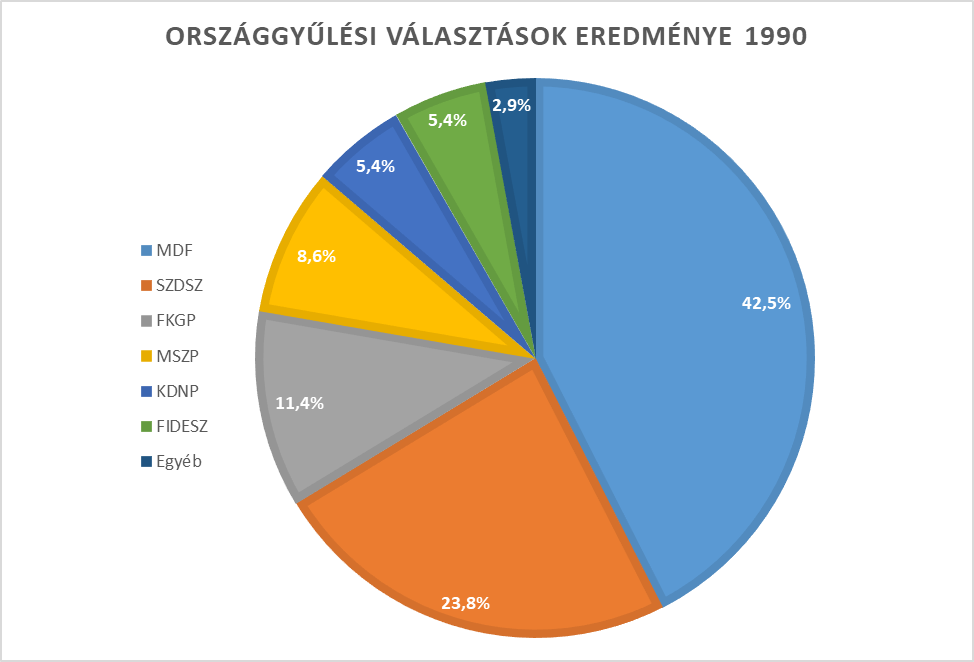 ORSZÁGGYŰLÉSI VÁLASZTÁSOK EREDMÉNYE 1990
2,9%
5,4%
5,4%
8,6%
42,5%
11,4%
23,8%
MDF
SZDSZ
FKGP
MSZP
KDNP
FIDESZ
Egyéb